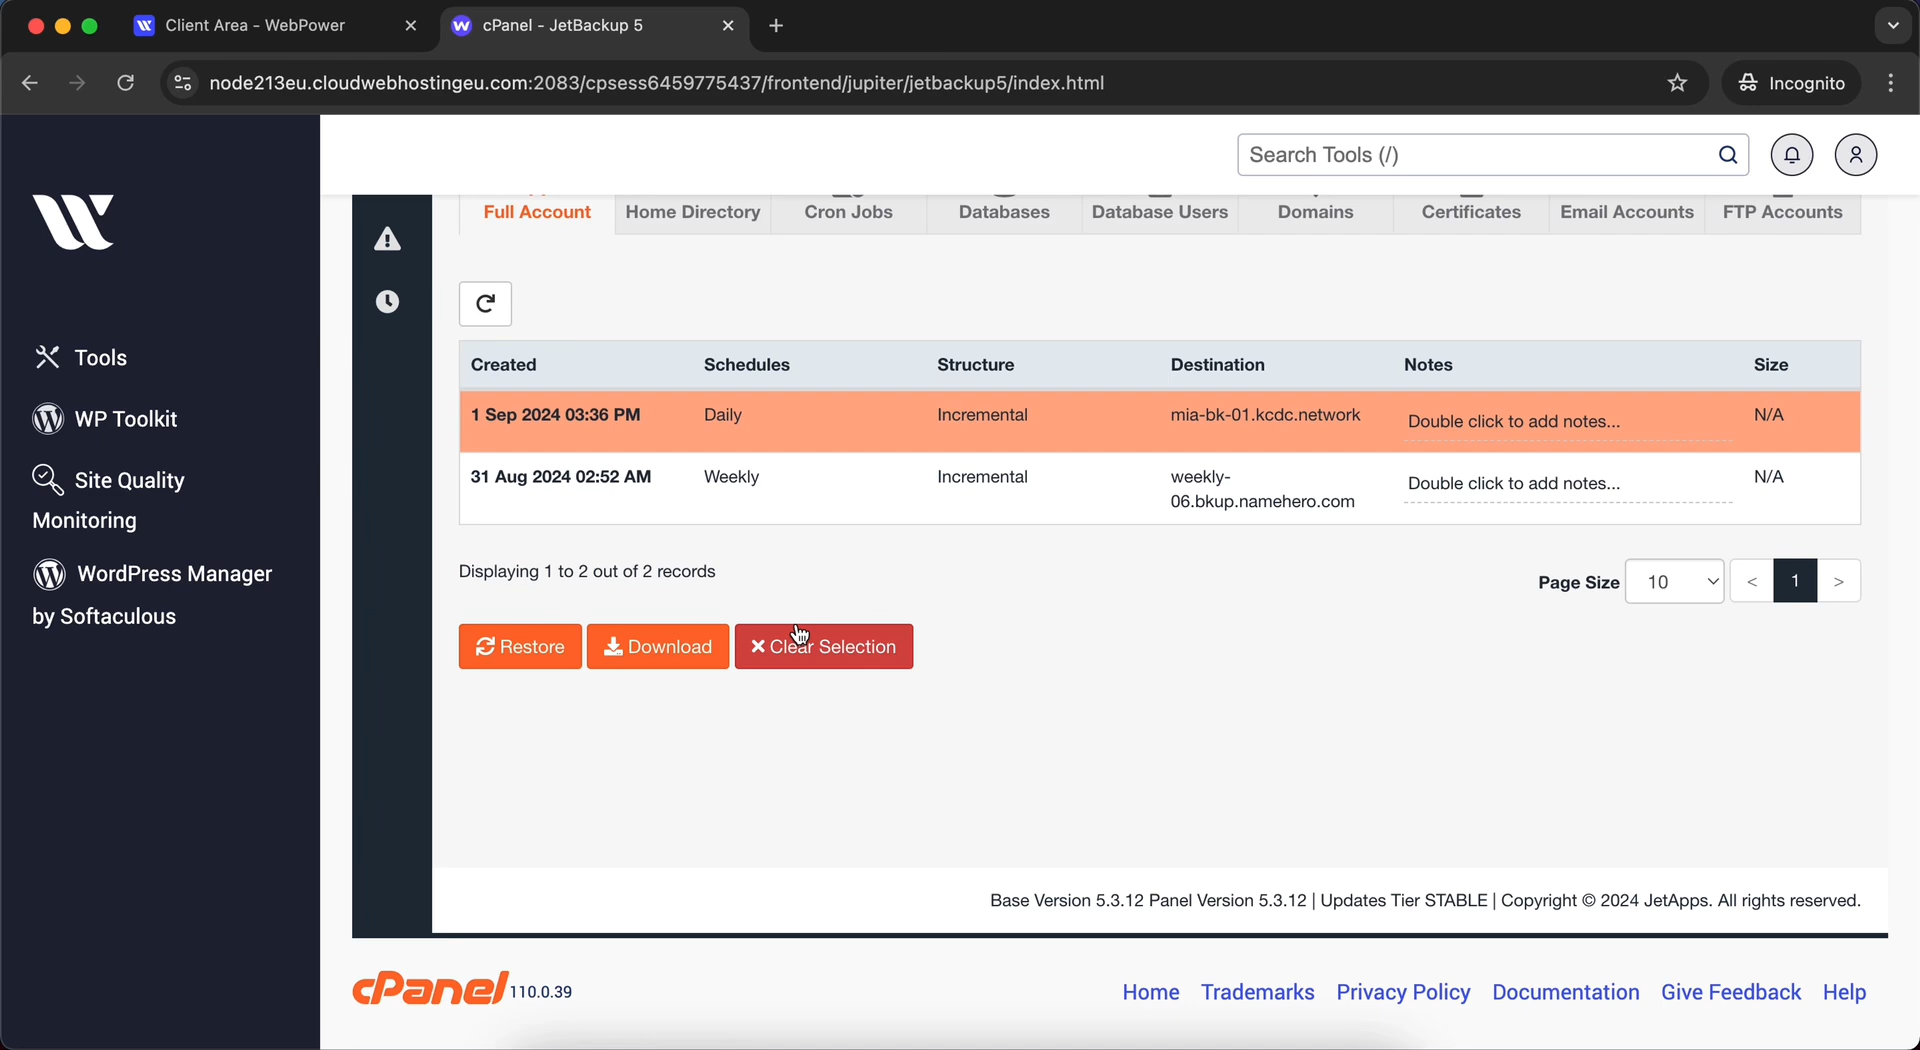 Client Area - WebPower
cPanel - JetBackup 5
node213eu.cloudwebhostingeu.com:2083/cpsess6459775437/frontend/jupiter/jetbackup5/index.html
Incognito
Search Tools (/)
Tools
WP Toolkit
Site Quality
Monitoring
WordPress Manager
by Softaculous
Full Account Home Directory Cron Jobs Databases Database Users Domains Certificates Email Accounts FTP Accounts
Created Schedules Structure Destination Notes Size
1 Sep 2024 03:36 PM Daily Incremental mia-bk-01.kcdc.network Double click to add notes... N/A
31 Aug 2024 02:52 AM Weekly Incremental weekly-
06.bkup.namehero.com Double click to add notes... N/A
Displaying 1 to 2 out of 2 records
Page Size 10 < 1 >
Restore Download Clear Selection
Base Version 5.3.12 Panel Version 5.3.12 | Updates Tier STABLE | Copyright © 2024 JetApps. All rights reserved.
cPanel 110.0.39
Home Trademarks Privacy Policy Documentation Give Feedback Help